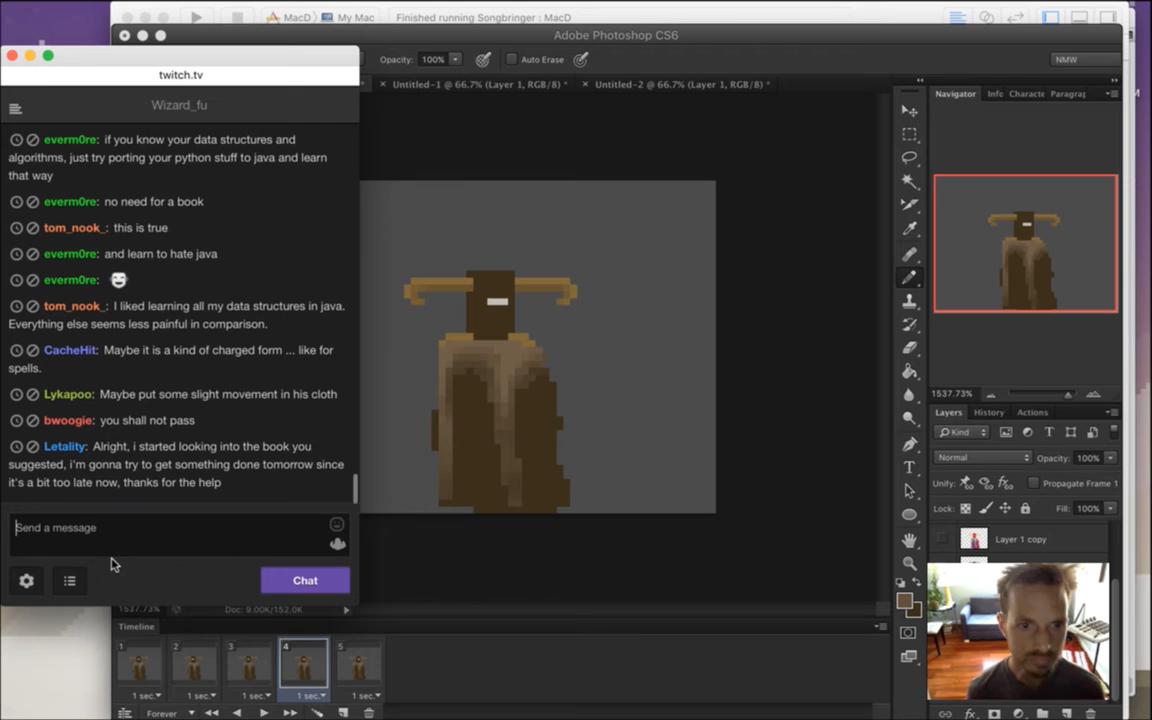 MacD
My Mac
Finished running Songbringer : MacD
Adobe Photoshop CS6
Opacity: 100%
Auto Erase
NMW
twitch.tv
Untitled-1 @ 66.7% (Layer 1, RGB/8) *
Untitled-2 @ 66.7% (Layer 1, RGB/8) *
Navigator
Info
Characte
Paragrap
Wizard_fu
everm0re: if you know your data structures and
algorithms, just try porting your python stuff to java and learn
that way
everm0re: no need for a book
tom_nook_: this is true
everm0re: and learn to hate java
everm0re:
tom_nook_: I liked learning all my data structures in java.
Everything else seems less painful in comparison.
CacheHit: Maybe it is a kind of charged form ... like for
spells.
Lykapoo: Maybe put some slight movement in his cloth
bwoogie: you shall not pass
Letality: Alright, i started looking into the book you
suggested, i'm gonna try to get something done tomorrow since
it's a bit too late now, thanks for the help
Send a message
Chat
1537.73%
Layers
History
Actions
Kind
Normal
Opacity: 100%
Unify:
Propagate Frame 1
Lock:
Fill: 100%
Layer 1 copy
1537.73%
Doc: 9.00K/152.0K
Timeline
1
2
3
4
5
1 sec.
1 sec.
1 sec.
1 sec.
1 sec.
Forever